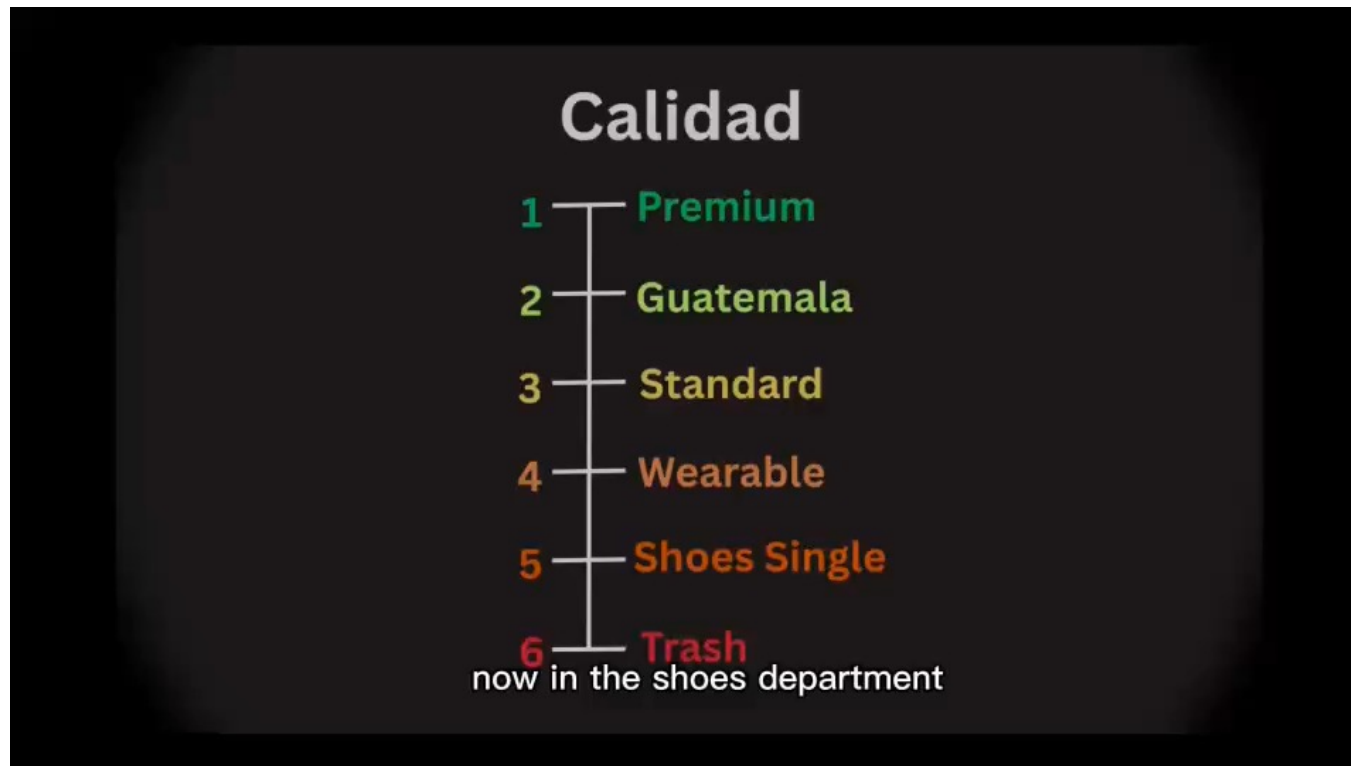 Calidad
1 Premium
2 Guatemala
3 Standard
4 Wearable
5 Shoes Single
6 Trash
now in the shoes department